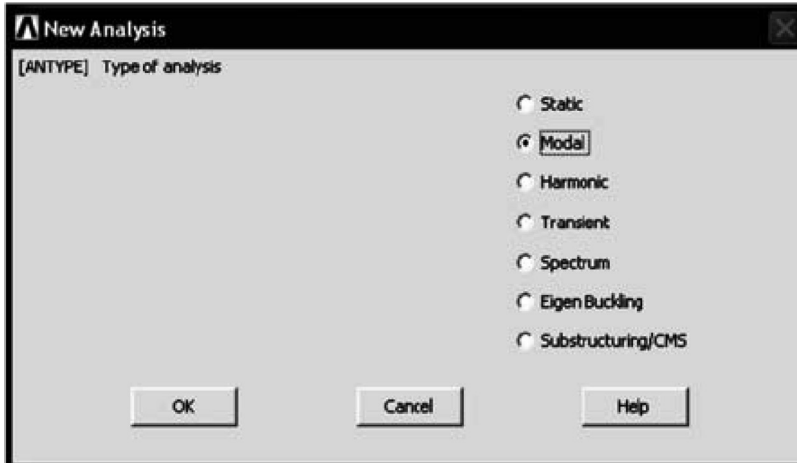 New Analysis
[ANTYPE] Type of analysis
Static
Modal
Harmonic
Transient
Spectrum
Eigen Buckling
Substructuring/CMS
OK Cancel Help